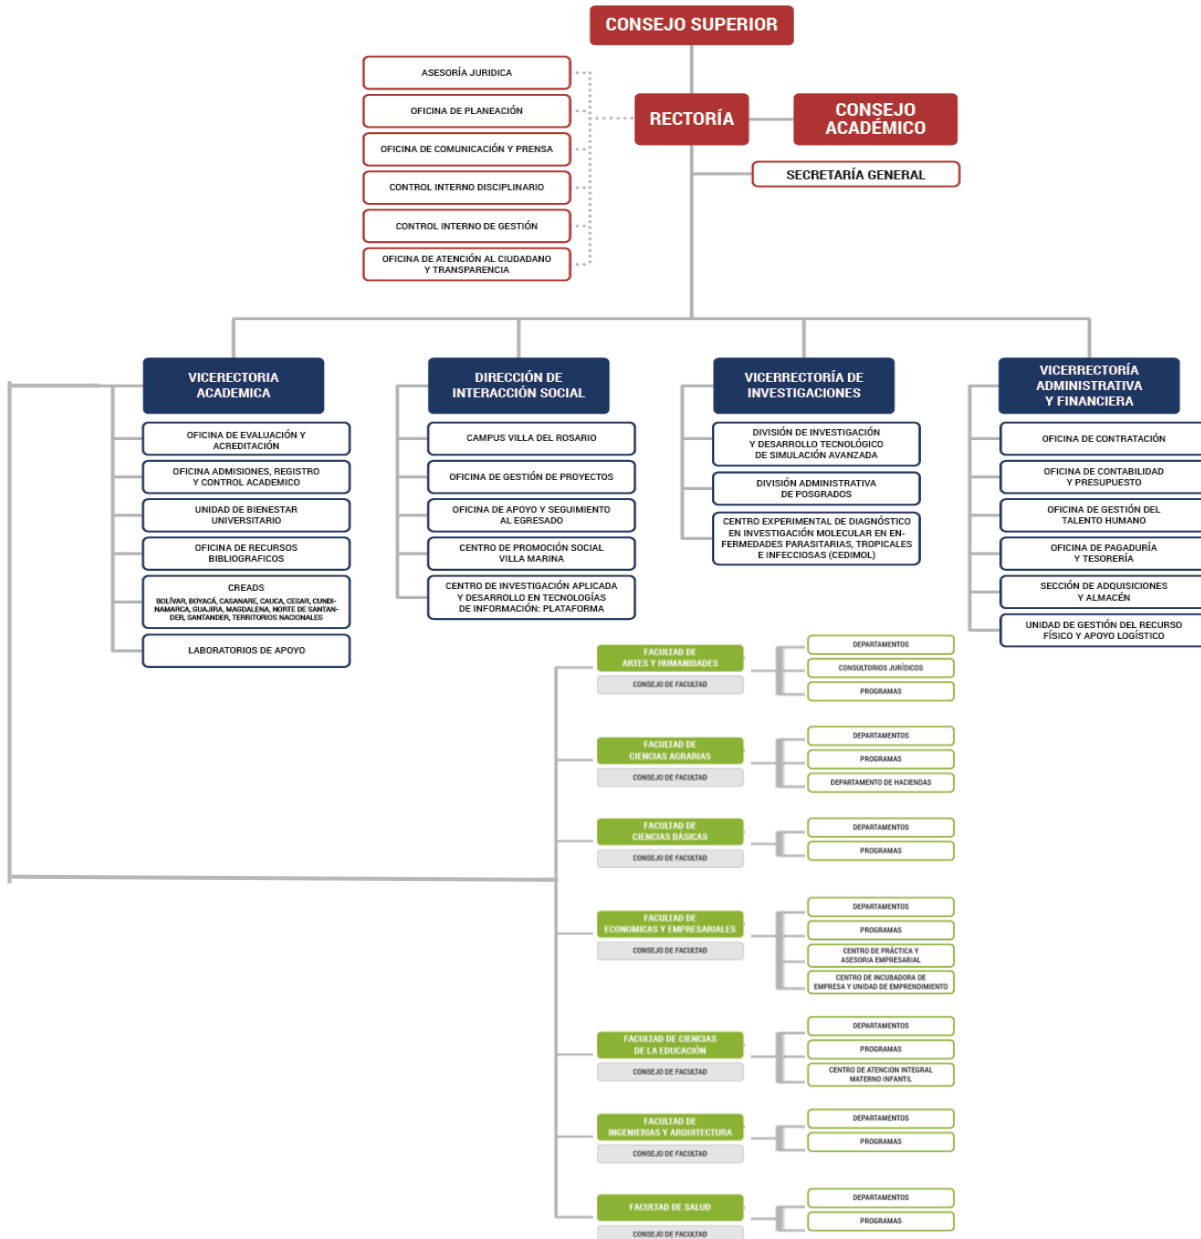 CONSEJO SUPERIOR
ASESORÍA JURIDICA
OFICINA DE PLANEACIÓN
OFICINA DE COMUNICACIÓN Y PRENSA
CONTROL INTERNO DISCIPLINARIO
CONTROL INTERNO DE GESTIÓN
OFICINA DE ATENCIÓN AL CIUDADANO
Y TRANSPARENCIA
RECTORÍA
CONSEJO
ACADÉMICO
SECRETARÍA GENERAL
VICERECTORIA
ACADEMICA
OFICINA DE EVALUACIÓN Y
ACREDITACIÓN
OFICINA ADMISIONES, REGISTRO
Y CONTROL ACADEMICO
UNIDAD DE BIENESTAR
UNIVERSITARIO
OFICINA DE RECURSOS
BIBLIOGRAFICOS
CREADS
BOLÍVAR, BOYACÁ, CASANARE, CAUCA, CESAR, CUNDI-
NAMARCA, GUAJIRA, MAGDALENA, NORTE DE SANTAN-
DER, SANTANDER, TERRITORIOS NACIONALES
LABORATORIOS DE APOYO
DIRECCIÓN DE
INTERACCIÓN SOCIAL
CAMPUS VILLA DEL ROSARIO
OFICINA DE GESTIÓN DE PROYECTOS
OFICINA DE APOYO Y SEGUIMIENTO
AL EGRESADO
CENTRO DE PROMOCIÓN SOCIAL
VILLA MARINA
CENTRO DE INVESTIGACIÓN APLICADA
Y DESARROLLO EN TECNOLOGÍAS
DE INFORMACIÓN: PLATAFORMA
VICERRECTORÍA DE
INVESTIGACIONES
DIVISIÓN DE INVESTIGACIÓN
Y DESARROLLO TECNOLÓGICO
DE SIMULACIÓN AVANZADA
DIVISIÓN ADMINISTRATIVA
DE POSGRADOS
CENTRO EXPERIMENTAL DE DIAGNÓSTICO
EN INVESTIGACIÓN MOLECULAR EN EN-
FERMEDADES PARASITARIAS, TROPICALES
E INFECCIOSAS (CEDIMOL)
VICERRECTORÍA
ADMINISTRATIVA
Y FINANCIERA
OFICINA DE CONTRATACIÓN
OFICINA DE CONTABILIDAD
Y PRESUPUESTO
OFICINA DE GESTIÓN DEL
TALENTO HUMANO
OFICINA DE PAGADURÍA
Y TESORERÍA
SECCIÓN DE ADQUISICIONES
Y ALMACÉN
UNIDAD DE GESTIÓN DEL RECURSO
FÍSICO Y APOYO LOGÍSTICO
FACULTAD DE
ARTES Y HUMANIDADES
CONSEJO DE FACULTAD
DEPARTAMENTOS
CONSULTORIOS JURÍDICOS
PROGRAMAS
FACULTAD DE
CIENCIAS AGRARIAS
CONSEJO DE FACULTAD
DEPARTAMENTOS
PROGRAMAS
DEPARTAMENTO DE HACIENDAS
FACULTAD DE
CIENCIAS BÁSICAS
CONSEJO DE FACULTAD
DEPARTAMENTOS
PROGRAMAS
FACULTAD DE
ECONOMICAS Y EMPRESARIALES
CONSEJO DE FACULTAD
DEPARTAMENTOS
PROGRAMAS
CENTRO DE PRÁCTICA Y
ASESORIA EMPRESARIAL
CENTRO DE INCUBADORA DE
EMPRESA Y UNIDAD DE EMPRENDIMIENTO
FACULTAD DE CIENCIAS
DE LA EDUCACIÓN
CONSEJO DE FACULTAD
DEPARTAMENTOS
PROGRAMAS
CENTRO DE ATENCION INTEGRAL
MATERNO INFANTIL
FACULTAD DE
INGENIERIAS Y ARQUITECTURA
CONSEJO DE FACULTAD
DEPARTAMENTOS
PROGRAMAS
FACULTAD DE SALUD
CONSEJO DE FACULTAD
DEPARTAMENTOS
PROGRAMAS